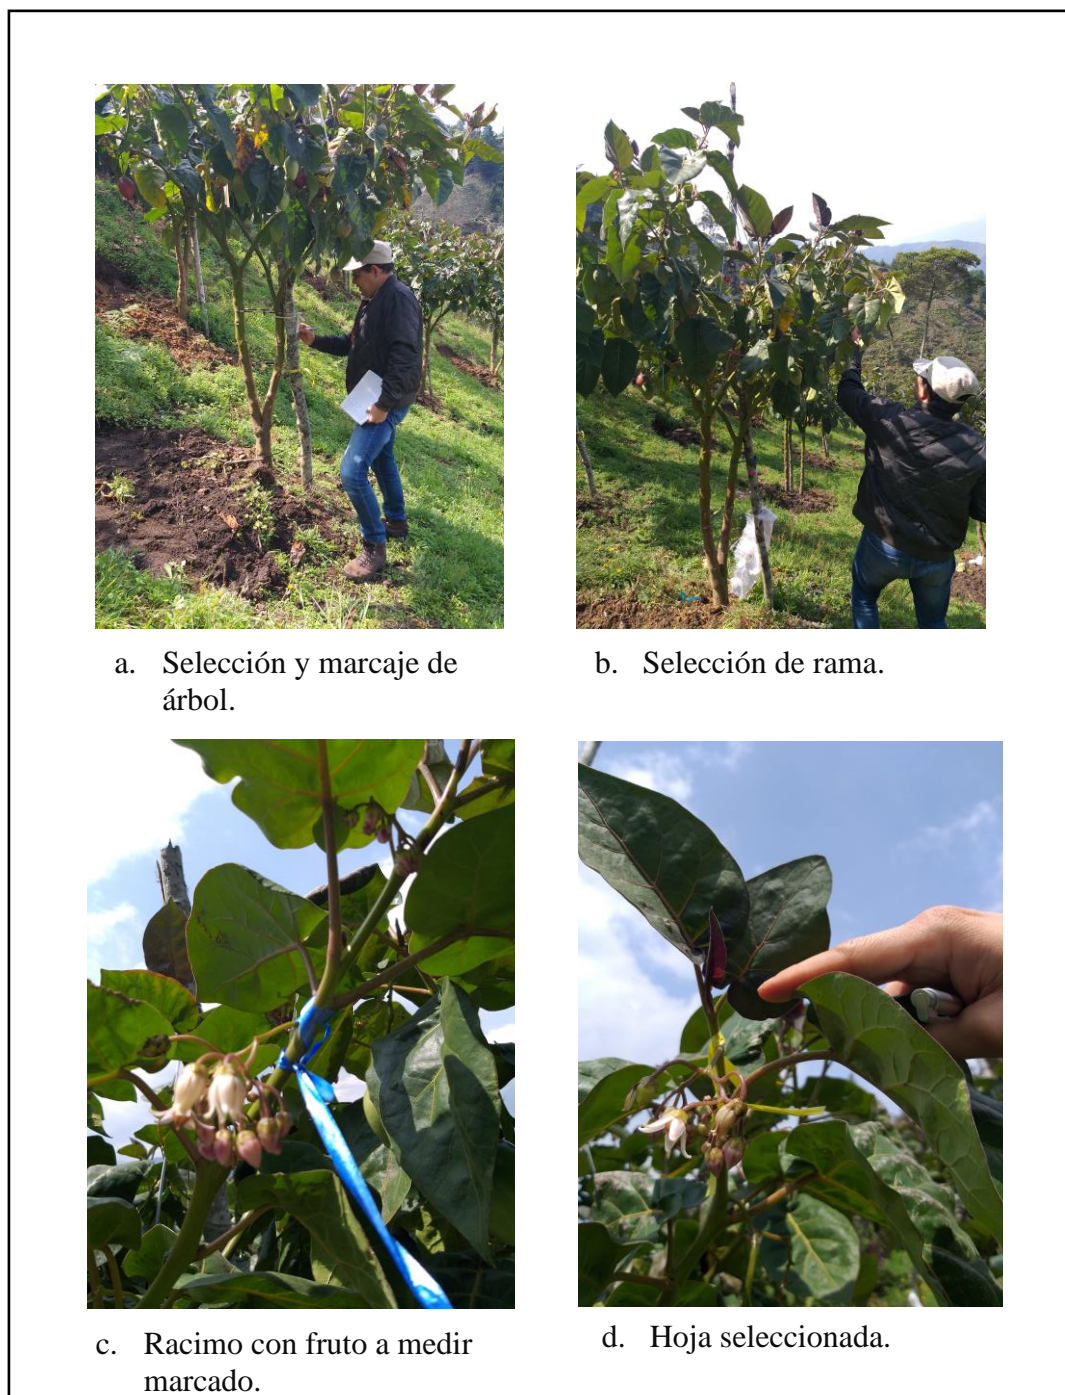 a. Selección y marcaje de
árbol.
b. Selección de rama.
c. Racimo con fruto a medir
marcado.
d. Hoja seleccionada.